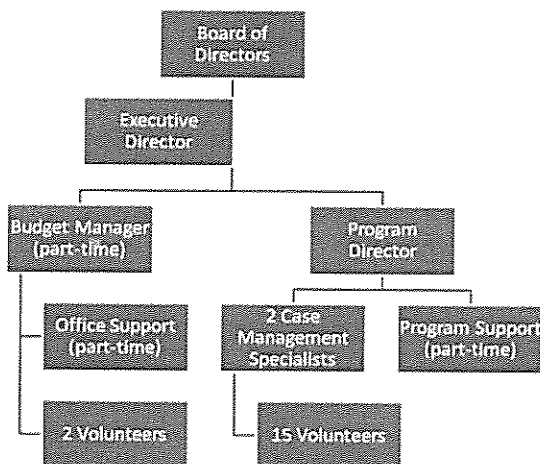 Board of
Directors
Executive
Director
Budget Manager
(part-time)
Program
Director
Office Support
(part-time)
2 Case
Management
Specialists
Program Support
(part-time)
2 Volunteers
15 Volunteers